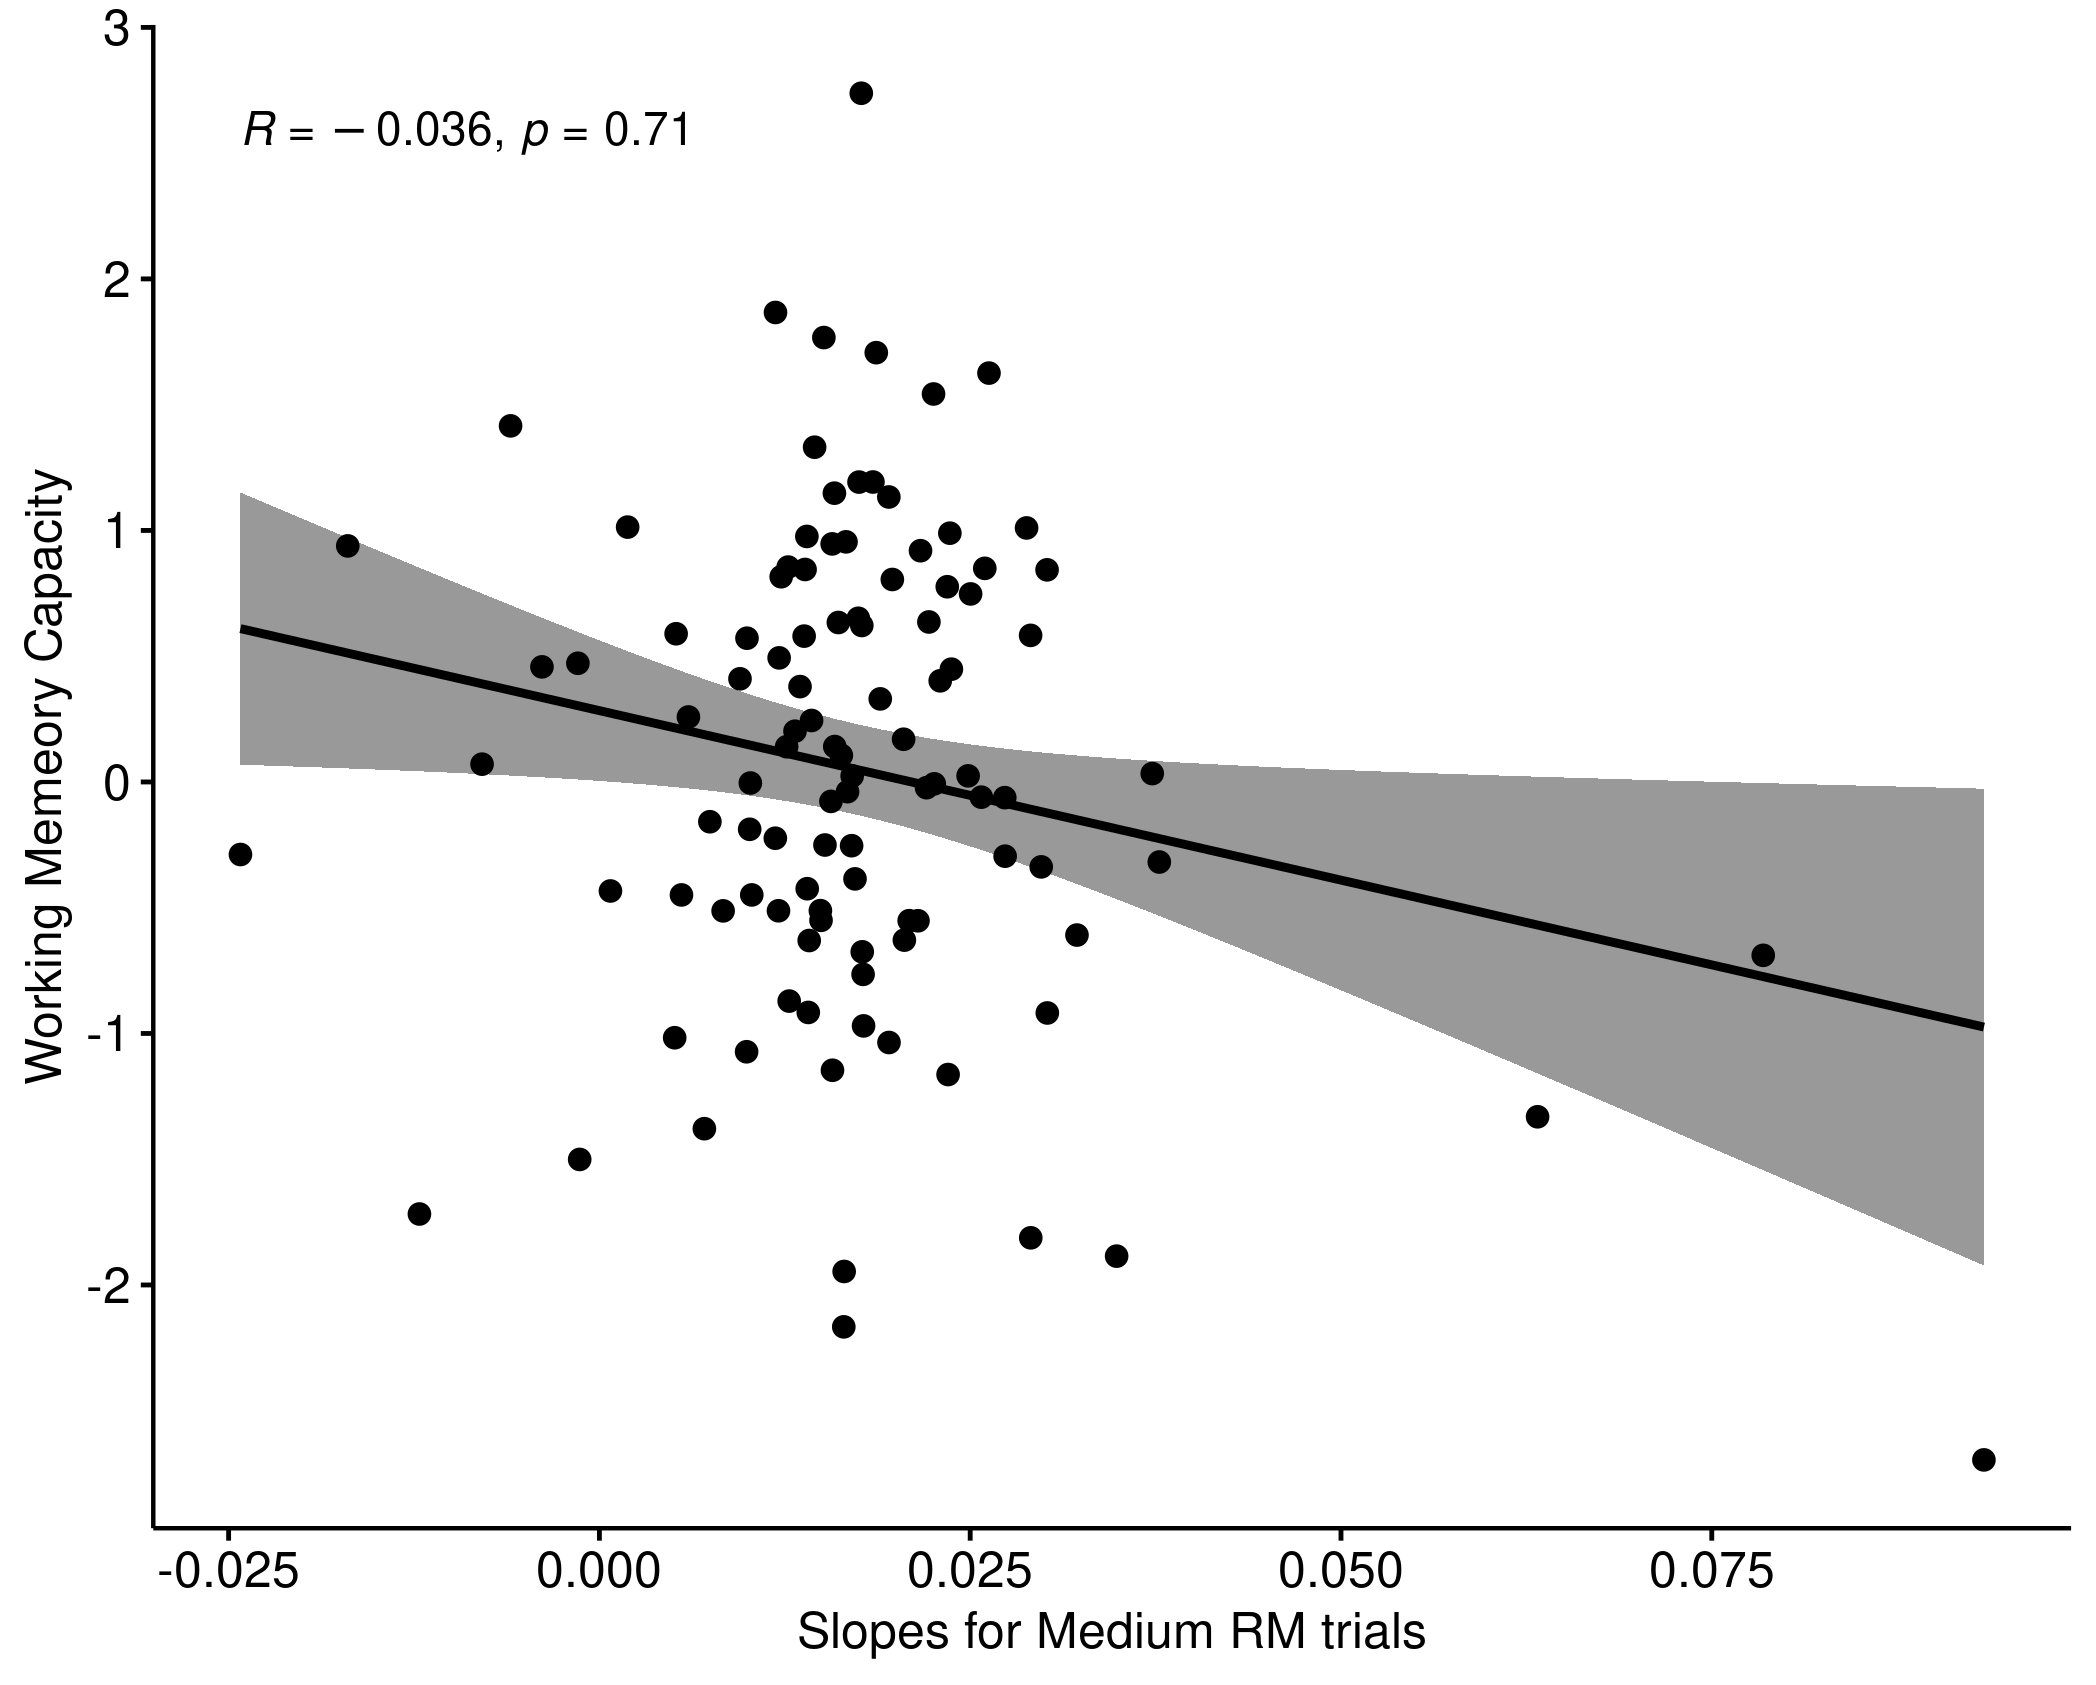 3
R = − 0.036, p = 0.71
2
1
0
-1
-2
Working Memeory Capacity
-0.025 0.000 0.025 0.050 0.075
Slopes for Medium RM trials